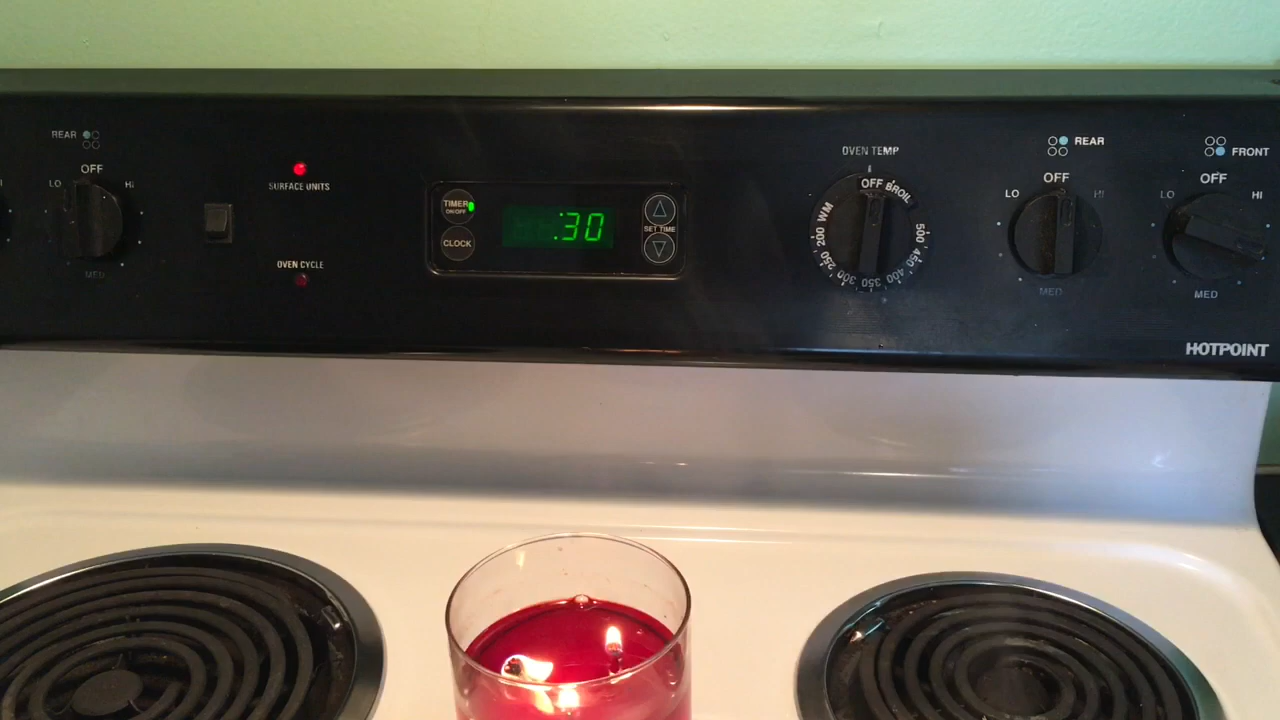 REAR
OFF
LO
HI
MED
SURFACE UNITS
OVEN CYCLE
TIMER
ON/OFF
CLOCK
:30
SET TIME
OVEN TEMP
OFF BROIL
WM 200 250 300 350 400 450 500
REAR
OFF
LO
HI
MED
FRONT
OFF
LO
HI
MED
HOTPOINT